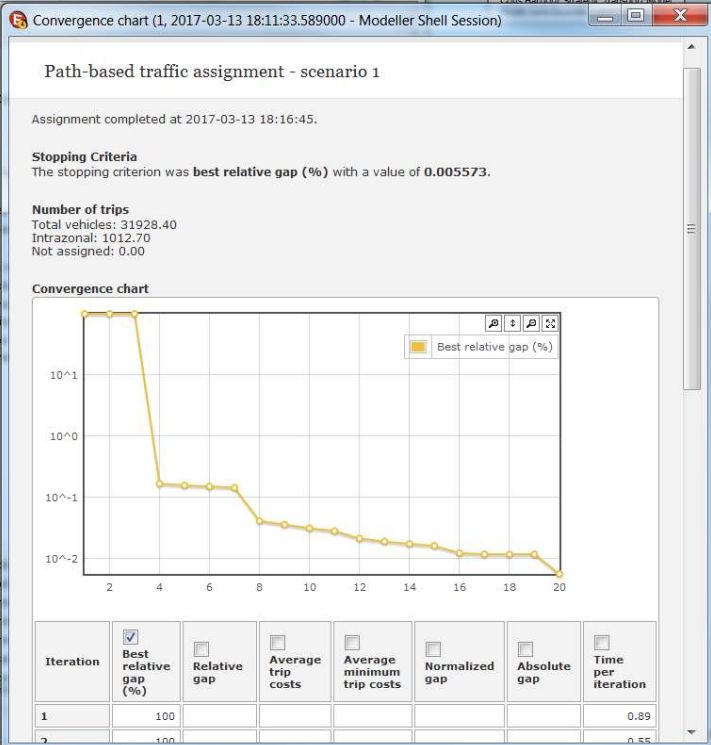 Convergence chart (1, 2017-03-13 18:11:33.589000 - Modeller Shell Session)
Path-based traffic assignment - scenario 1
Assignment completed at 2017-03-13 18:16:45.
Stopping Criteria
The stopping criterion was best relative gap (%) with a value of 0.005573.
Number of trips
Total vehicles: 31928.40
Intrazonal: 1012.70
Not assigned: 0.00
Convergence chart
Best relative gap (%)
10^1
10^0
10^-1
10^-2
2 4 6 8 10 12 14 16 18 20
Iteration
Best relative gap (%)
Relative gap
Average trip costs
Average minimum trip costs
Normalized gap
Absolute gap
Time per iteration
1 100 0.89
2 100 0.55